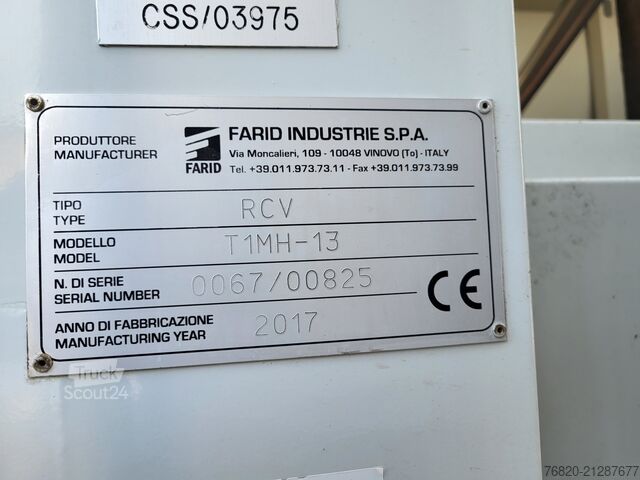 CSS/03975
PRODUTTORE
MANUFACTURER
FARID
FARID INDUSTRIE S.P.A.
Via Moncalieri, 109 - 10048 VINOVO (To) - ITALY
Tel. +39.011.973.73.11 - Fax +39.011.973.73.99
TIPO
TYPE
RCV
MODELLO
MODEL
T1MH-13
N. DI SERIE
SERIAL NUMBER
0067/00825
CE
ANNO DI FABBRICAZIONE
MANUFACTURING YEAR
2017
Truck
Scout24
76820-21287677